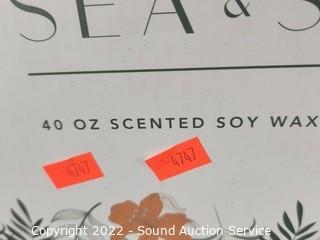 SEA & S
40 OZ SCENTED SOY WAX
4747 4747
Copyright 2022 - Sound Auction Service